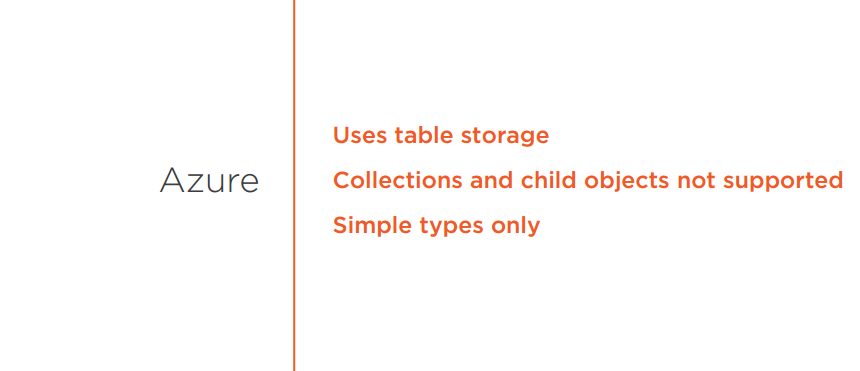 Azure
Uses table storage
Collections and child objects not supported
Simple types only